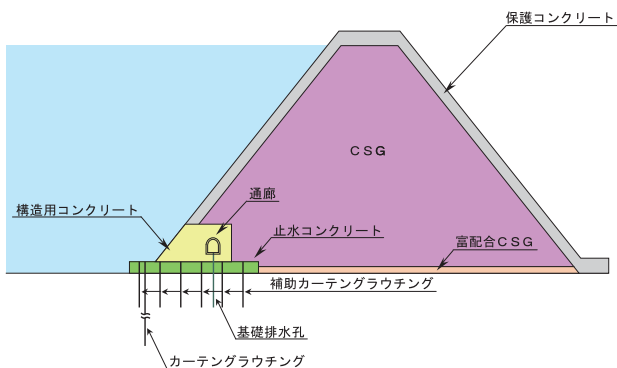 保護コンクリート
CSG
通廊
構造用コンクリート
止水コンクリート
富配合CSG
補助カーテングラウチング
基礎排水孔
カーテングラウチング